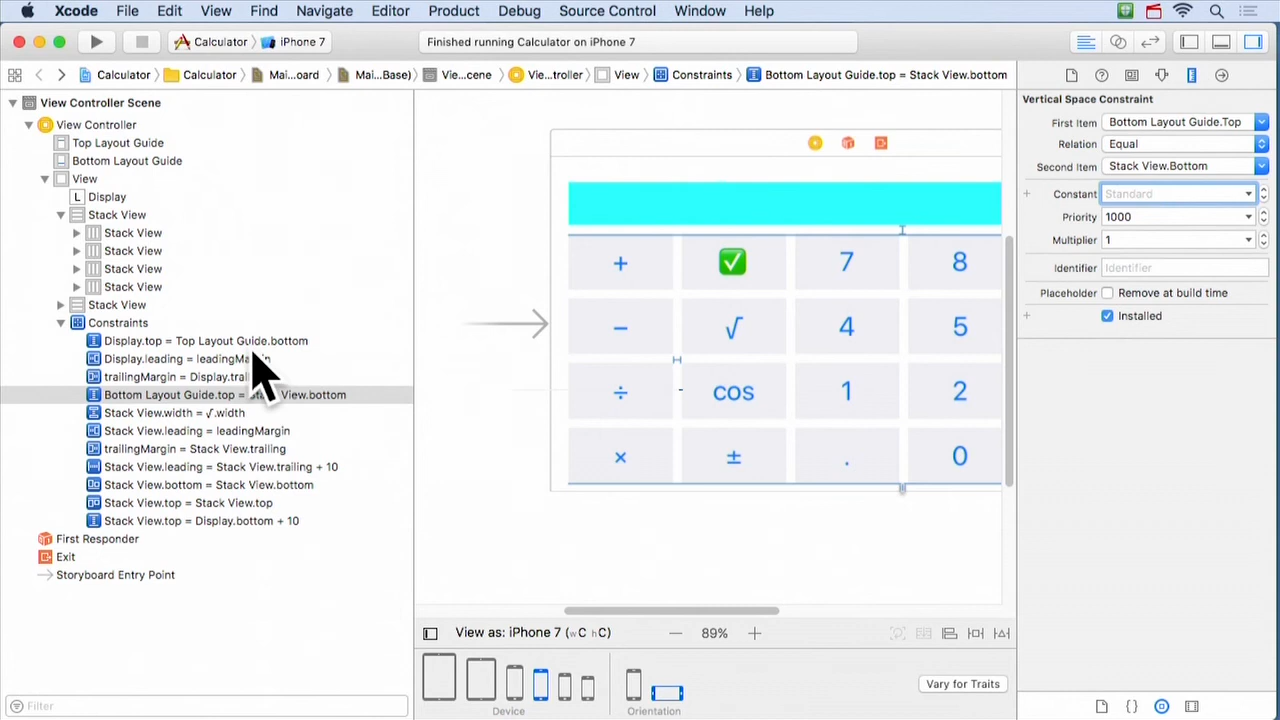 Xcode File Edit View Find Navigate Editor Product Debug Source Control Window Help
Calculator iPhone 7 Finished running Calculator on iPhone 7
Calculator Calculator Mai...oard Mai...Base) Vie...cene Vie...troller View Constraints Bottom Layout Guide.top = Stack View.bottom
View Controller Scene
View Controller
Top Layout Guide
Bottom Layout Guide
View
L Display
Stack View
Stack View
Stack View
Stack View
Stack View
Stack View
Constraints
Display.top = Top Layout Guide.bottom
Display.leading = leadingMa
trailingMargin = Display.trai
Bottom Layout Guide.top = View.bottom
Stack View.width = √.width
Stack View.leading = leadingMargin
trailingMargin = Stack View.trailing
Stack View.leading = Stack View.trailing + 10
Stack View.bottom = Stack View.bottom
Stack View.top = Stack View.top
Stack View.top = Display.bottom + 10
First Responder
Exit
Storyboard Entry Point
Filter
+ ✅ 7 8
− √ 4 5
÷ cos 1 2
× ± . 0
View as: iPhone 7 (wC hC) — 89% +
Device
Orientation
Vary for Traits
Vertical Space Constraint
First Item Bottom Layout Guide.Top
Relation Equal
Second Item Stack View.Bottom
+ Constant Standard
Priority 1000
Multiplier 1
Identifier Identifier
Placeholder Remove at build time
+ Installed